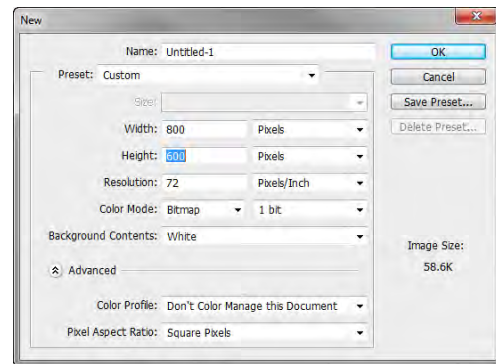 New
Name: Untitled-1
OK
Preset: Custom
Cancel
Size:
Save Preset...
Width: 800 Pixels
Delete Preset...
Height: 600 Pixels
Resolution: 72 Pixels/Inch
Color Mode: Bitmap 1 bit
Background Contents: White
Image Size:
58.6K
Advanced
Color Profile: Don't Color Manage this Document
Pixel Aspect Ratio: Square Pixels